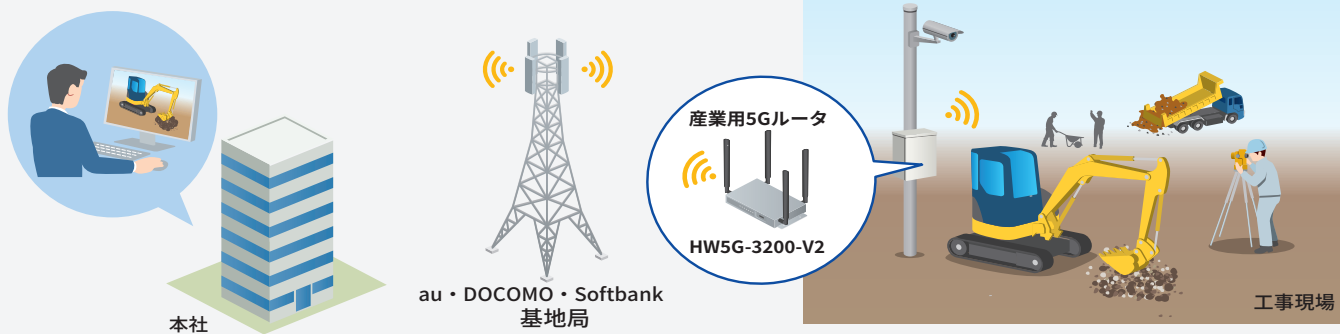 本社
au・DOCOMO・Softbank
基地局
産業用5Gルータ
HW5G-3200-V2
工事現場